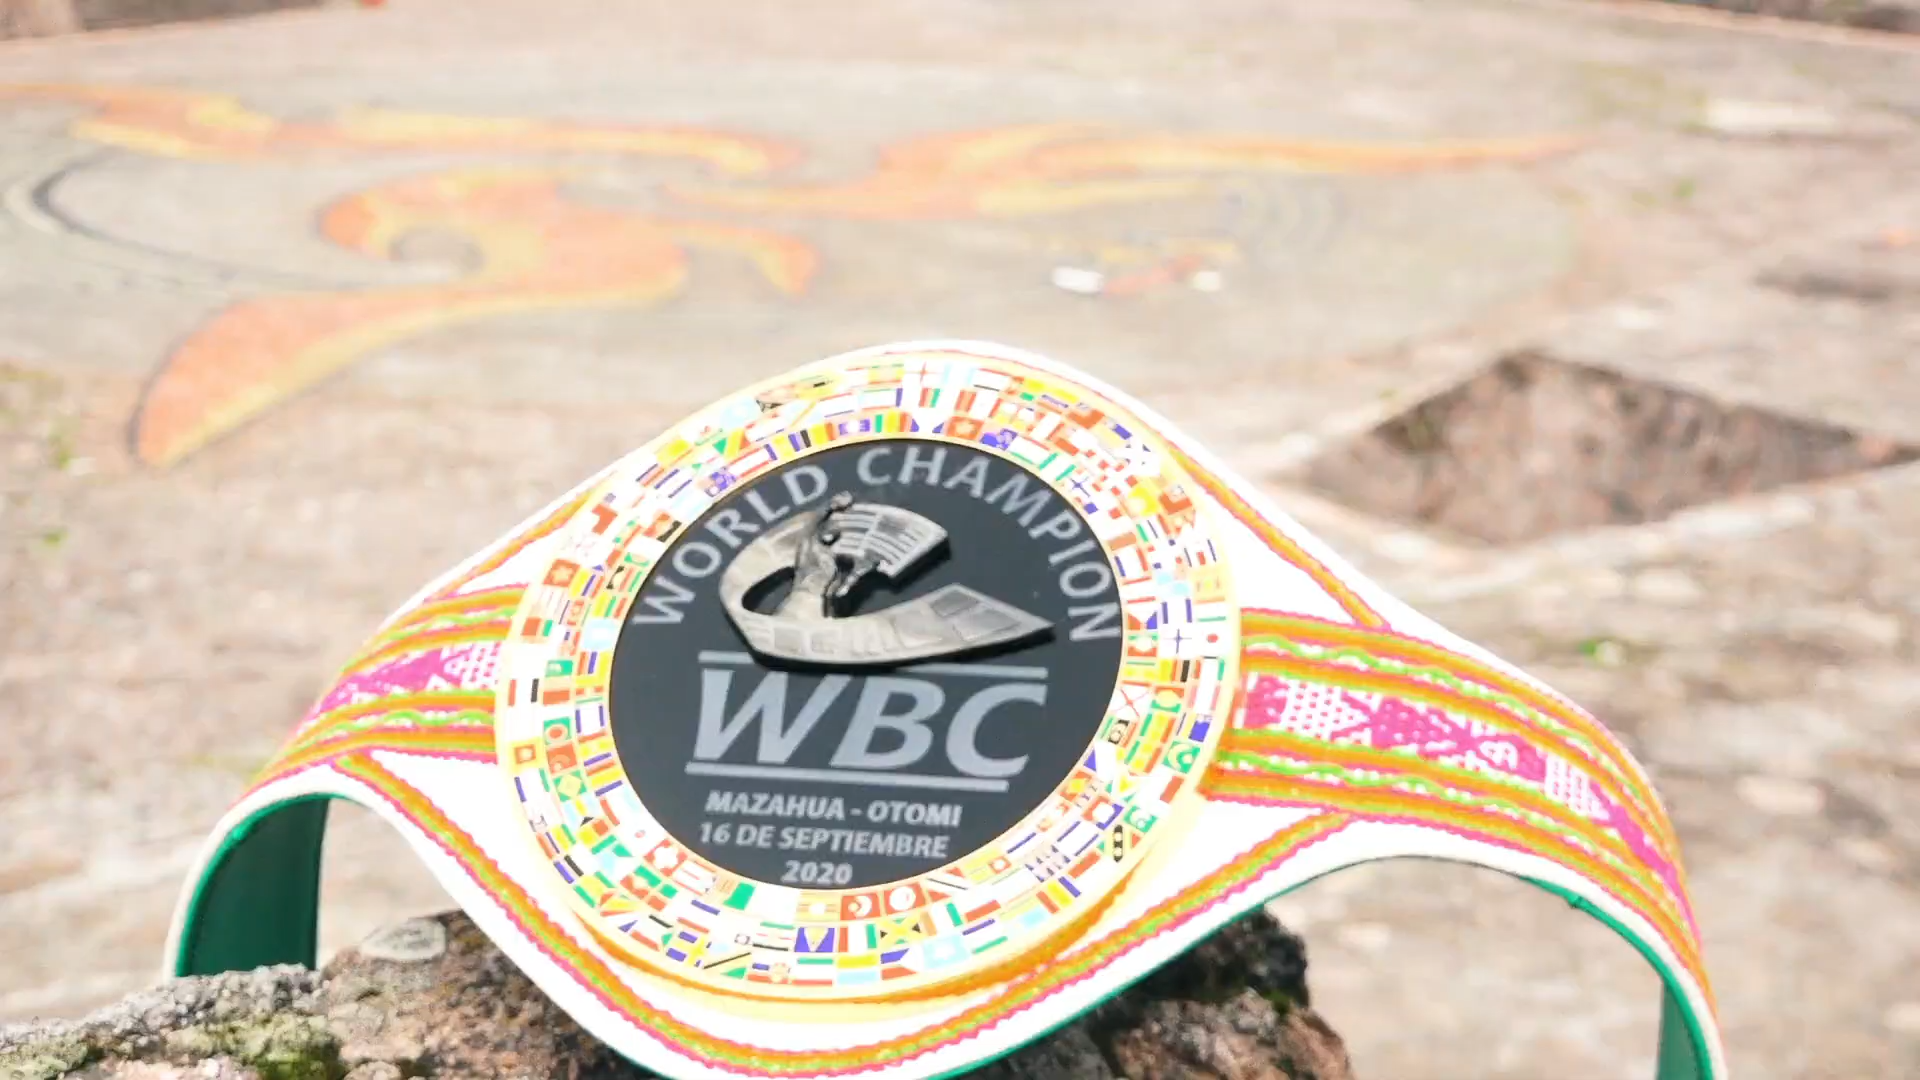 WORLD CHAMPION
WBC
MAZAHUA - OTOMI
16 DE SEPTIEMBRE
2020